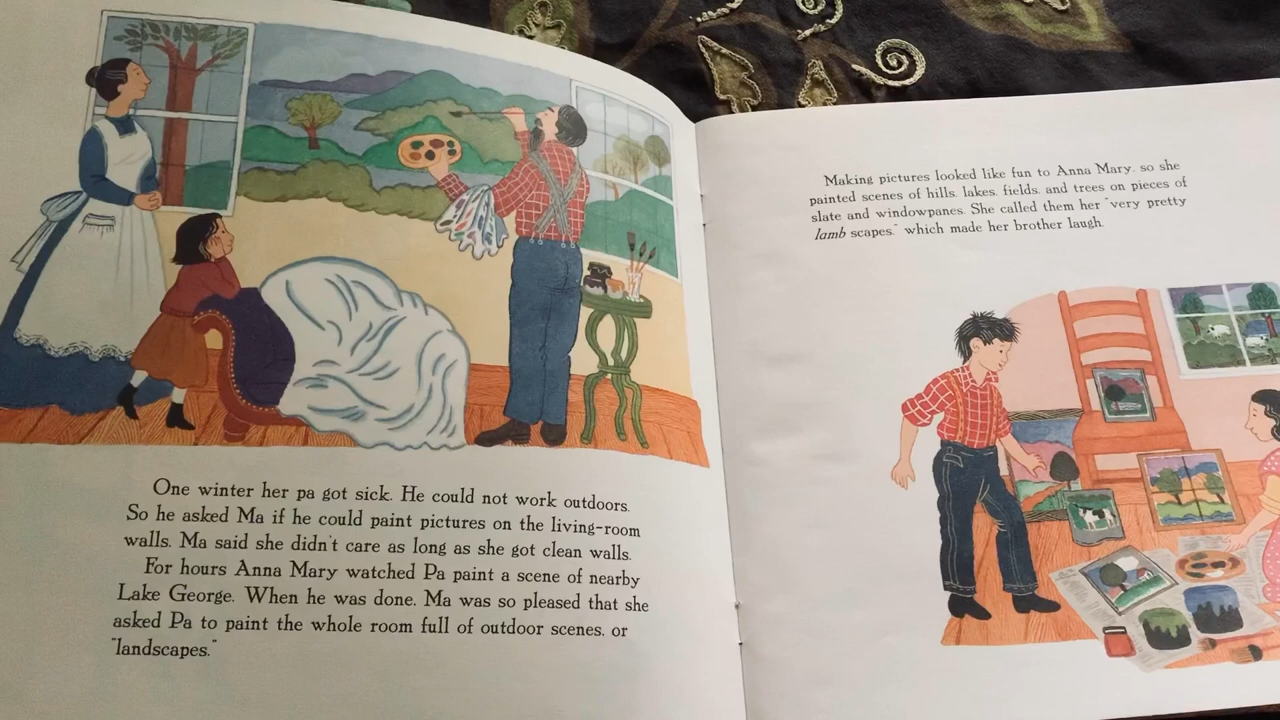 One winter her pa got sick. He could not work outdoors.
So he asked Ma if he could paint pictures on the living-room
walls. Ma said she didn't care as long as she got clean walls.
For hours Anna Mary watched Pa paint a scene of nearby
Lake George. When he was done, Ma was so pleased that she
asked Pa to paint the whole room full of outdoor scenes, or
"landscapes."
Making pictures looked like fun to Anna Mary, so she
painted scenes of hills, lakes, fields, and trees on pieces of
slate and windowpanes. She called them her "very pretty
lamb scapes," which made her brother laugh.